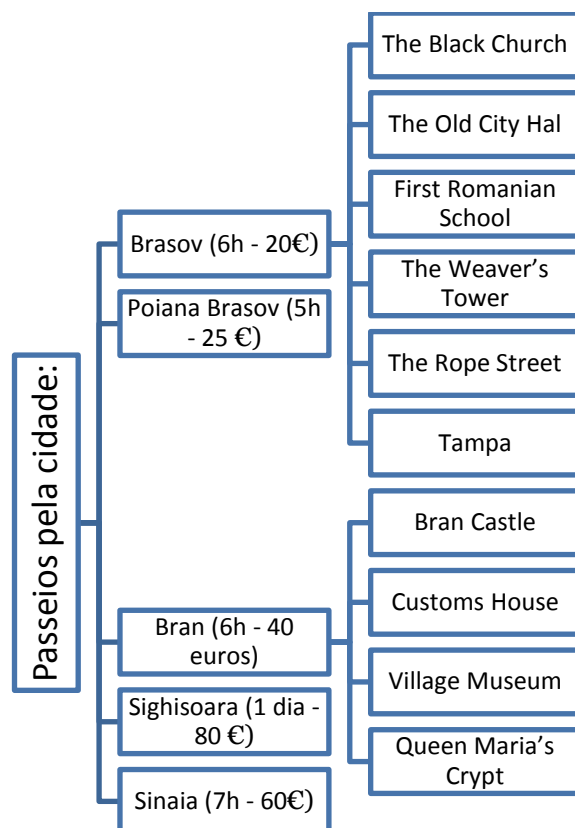 Passeios pela cidade:
Brasov (6h - 20€)
The Black Church
The Old City Hal
First Romanian
School
The Weaver’s
Tower
The Rope Street
Tampa
Poiana Brasov (5h
- 25 €)
Bran (6h - 40
euros)
Bran Castle
Customs House
Village Museum
Queen Maria’s
Crypt
Sighisoara (1 dia -
80 €)
Sinaia (7h - 60€)